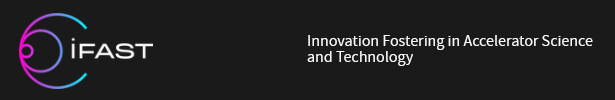 iFAST
Innovation Fostering in Accelerator Science
and Technology